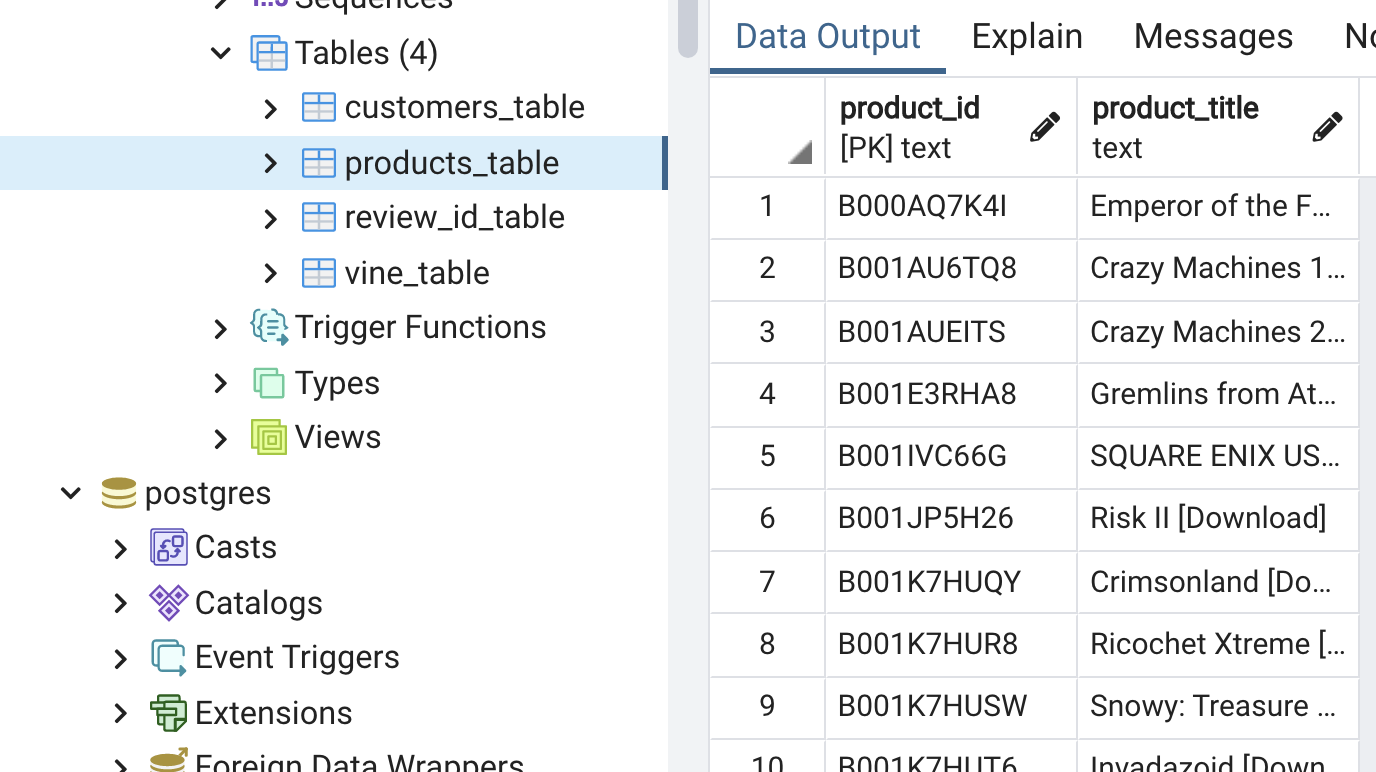 Sequences
Tables (4)
customers_table
products_table
review_id_table
vine_table
Trigger Functions
Types
Views
postgres
Casts
Catalogs
Event Triggers
Extensions
Foreign Data Wrappers
Data Output Explain Messages
product_id product_title
[PK] text text
1 B000AQ7K4I Emperor of the F...
2 B001AU6TQ8 Crazy Machines 1...
3 B001AUEITS Crazy Machines 2...
4 B001E3RHA8 Gremlins from At...
5 B001IVC66G SQUARE ENIX US...
6 B001JP5H26 Risk II [Download]
7 B001K7HUQY Crimsonland [Do...
8 B001K7HUR8 Ricochet Xtreme [...
9 B001K7HUSW Snowy: Treasure ...
10 B001K7HUT6 Invadazoid [Down